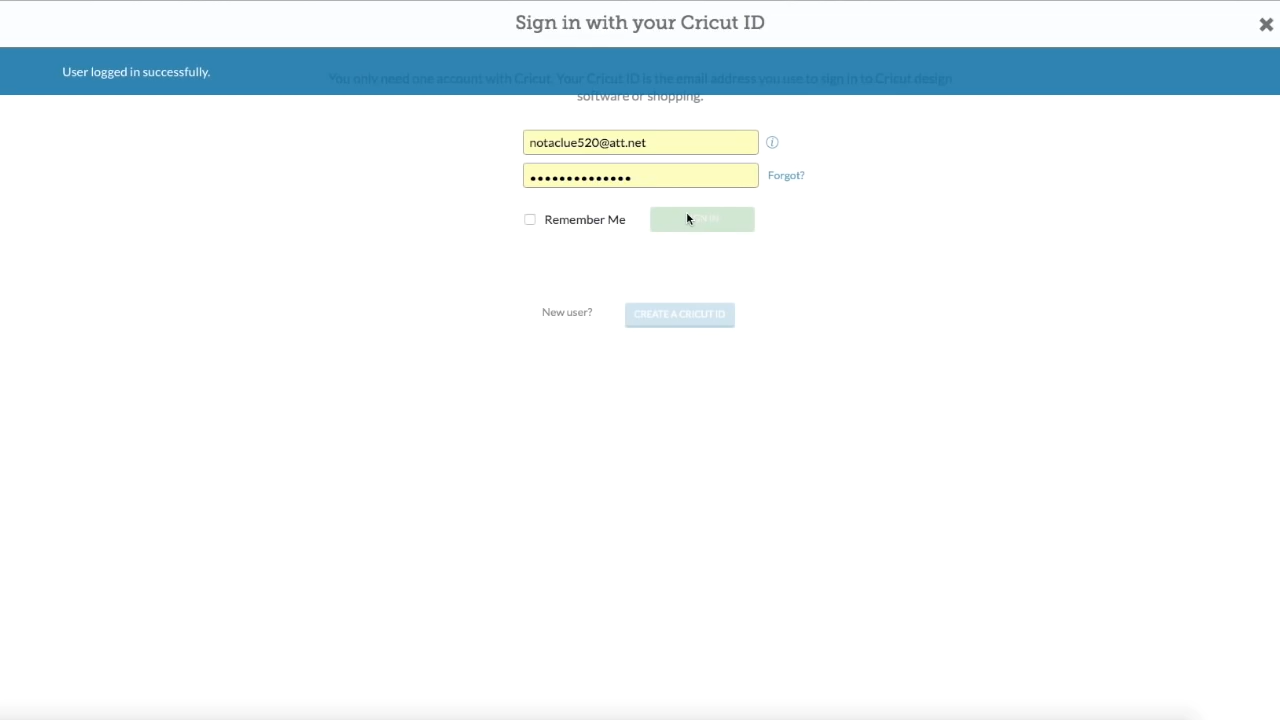 Sign in with your Cricut ID
User logged in successfully.
You only need one account with Cricut. Your Cricut ID is the email address you use to sign in to Cricut design
software or shopping.
notaclue520@att.net
Forgot?
Remember Me
New user?
CREATE A CRICUT ID